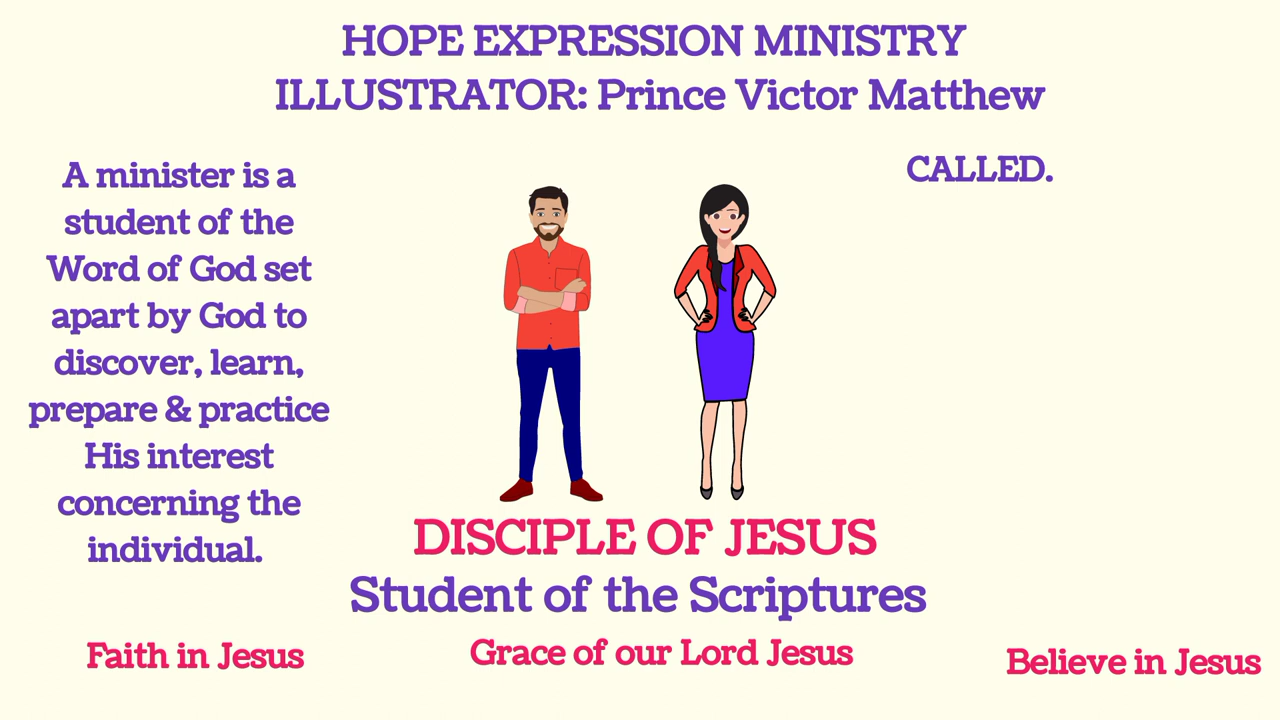 HOPE EXPRESSION MINISTRY
ILLUSTRATOR: Prince Victor Matthew
A minister is a
student of the
Word of God set
apart by God to
discover, learn,
prepare & practice
His interest
concerning the
individual.
CALLED.
DISCIPLE OF JESUS
Student of the Scriptures
Faith in Jesus
Grace of our Lord Jesus
Believe in Jesus